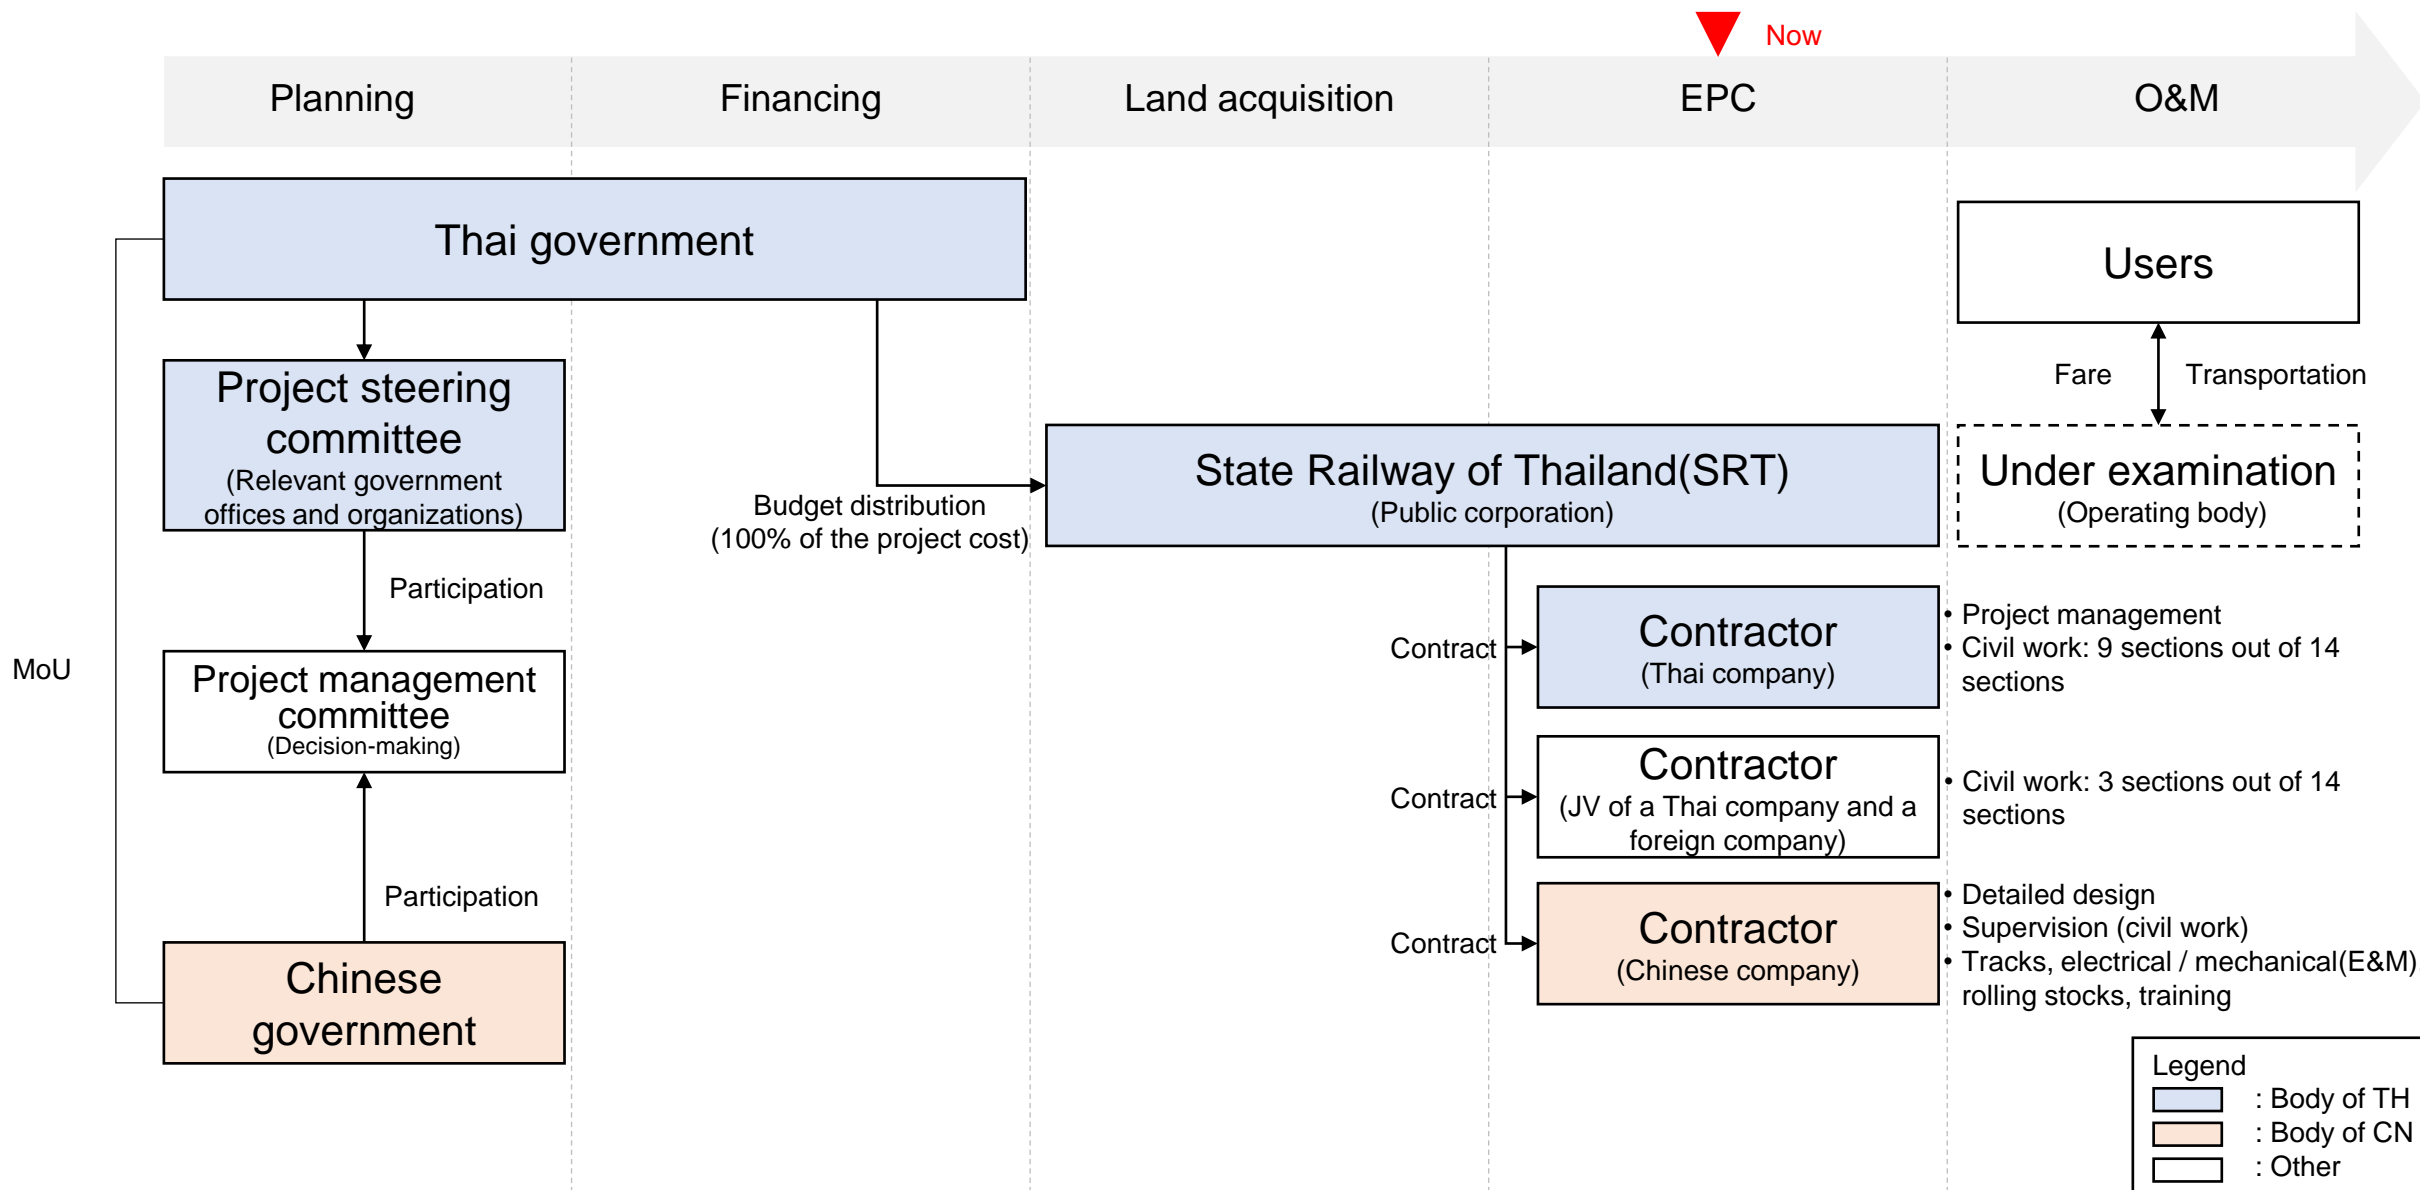 Now
Planning
Financing
Land acquisition
EPC
O&M
Thai government
Users
Fare
Transportation
Project steering
committee
(Relevant government
offices and organizations)
Budget distribution
(100% of the project cost)
State Railway of Thailand(SRT)
(Public corporation)
Under examination
(Operating body)
Participation
MoU
Project management
committee
(Decision-making)
Participation
Chinese
government
Contract
Contractor
(Thai company)
• Project management
• Civil work: 9 sections out of 14
sections
Contract
Contractor
(JV of a Thai company and a
foreign company)
• Civil work: 3 sections out of 14
sections
Contract
Contractor
(Chinese company)
• Detailed design
• Supervision (civil work)
• Tracks, electrical / mechanical(E&M)
rolling stocks, training
Legend
: Body of TH
: Body of CN
: Other